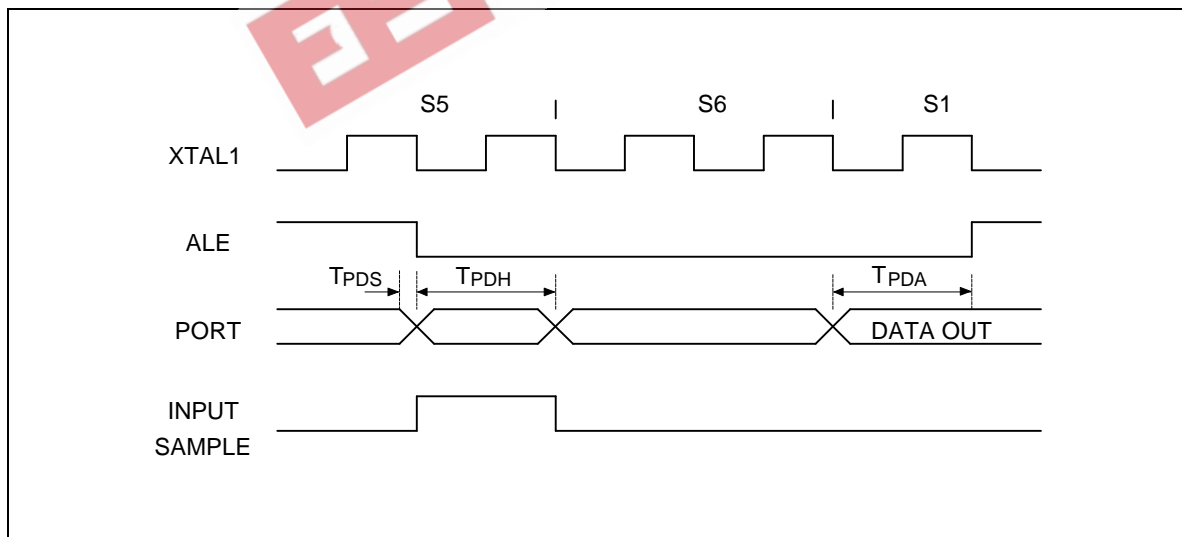 S5 S6 S1
XTAL1
ALE
TPDS TPDH TPDA
PORT DATA OUT
INPUT
SAMPLE